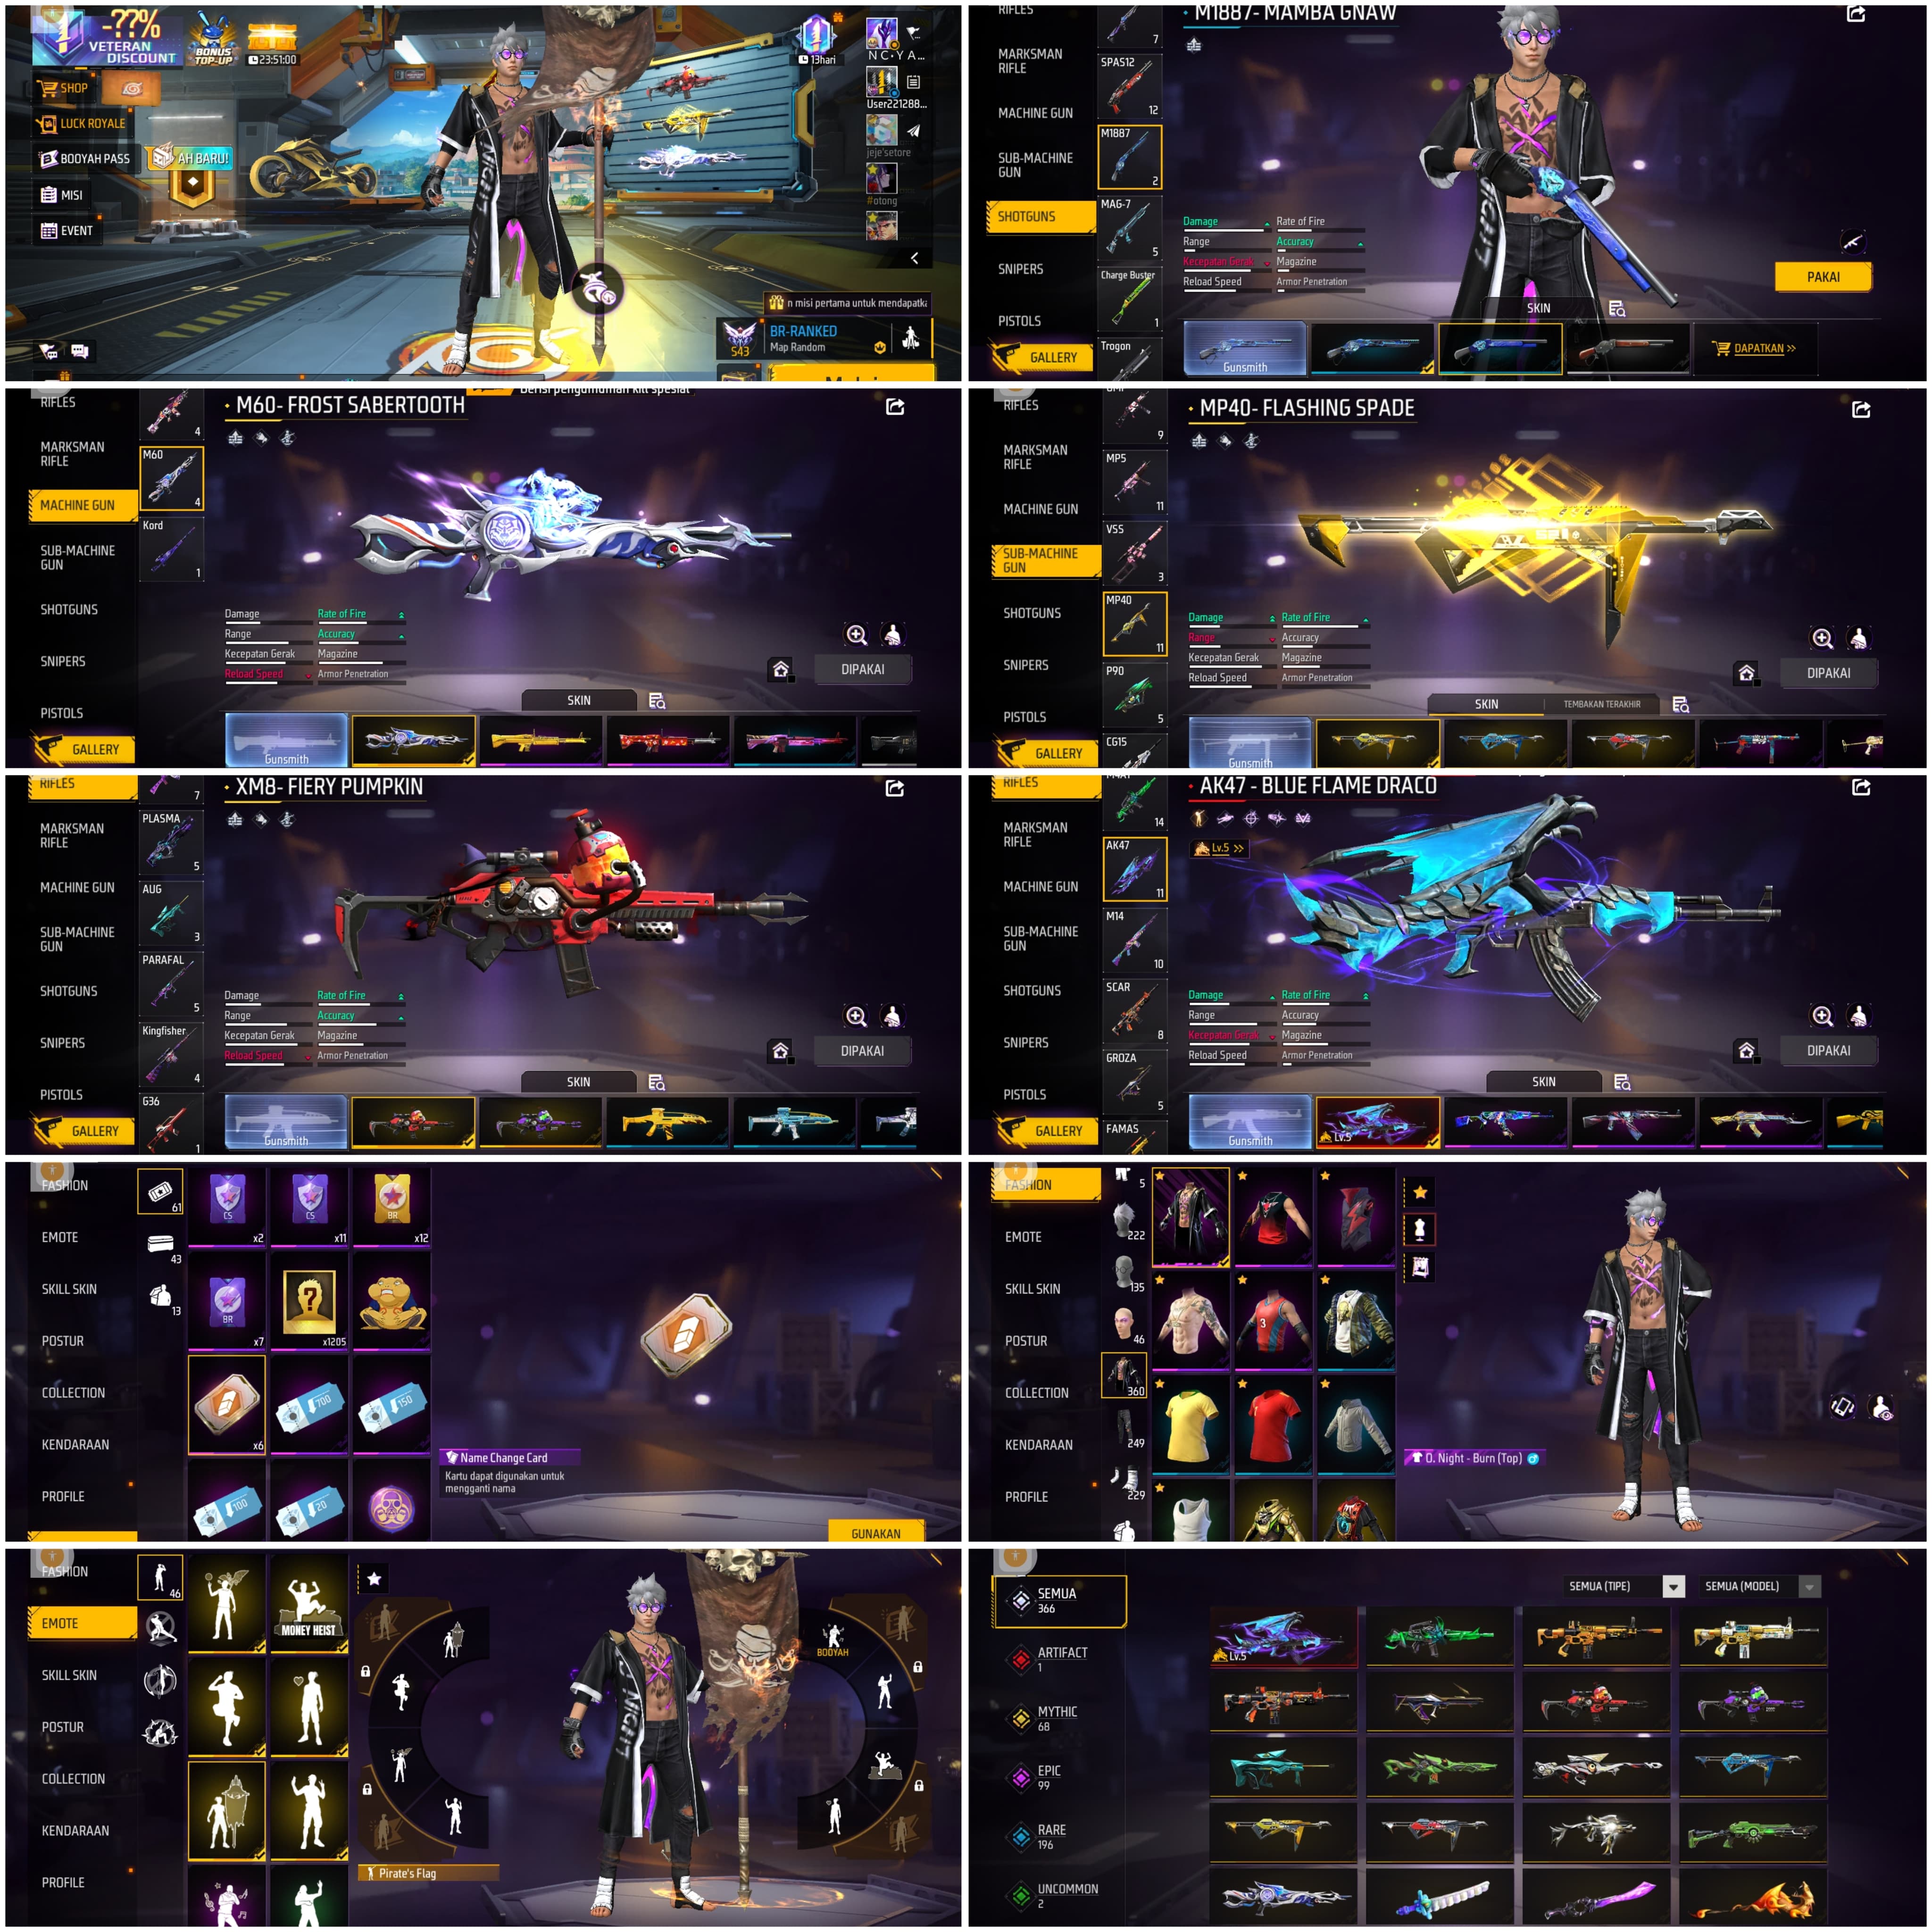 -??%
VETERAN
DISCOUNT
BONUS
TOP-UP
23:51:00
13hari
N C • Y A...
User221288...
jeje'setore
#otong
SHOP
LUCK ROYALE
BOOYAH PASS
AH BARU!
MISI
EVENT
n misi pertama untuk mendapatka
BR-RANKED
Map Random
S43
RIFLES
MARKSMAN
RIFLE
MACHINE GUN
SUB-MACHINE
GUN
SHOTGUNS
SNIPERS
PISTOLS
GALLERY
7
SPAS12
12
M1887
2
MAG-7
5
Charge Buster
1
Trogon
M1887- MAMBA GNAW
Damage
Rate of Fire
Range
Accuracy
Kecepatan Gerak
Magazine
Reload Speed
Armor Penetration
PAKAI
SKIN
Gunsmith
DAPATKAN >>
RIFLES
MARKSMAN
RIFLE
MACHINE GUN
SUB-MACHINE
GUN
SHOTGUNS
SNIPERS
PISTOLS
GALLERY
4
M60
4
Kord
1
Berisi pengumuman kill spesial
M60- FROST SABERTOOTH
Damage
Rate of Fire
Range
Accuracy
Kecepatan Gerak
Magazine
Reload Speed
Armor Penetration
DIPAKAI
SKIN
Gunsmith
RIFLES
MARKSMAN
RIFLE
MACHINE GUN
SUB-MACHINE
GUN
SHOTGUNS
SNIPERS
PISTOLS
GALLERY
9
MP5
11
VSS
3
MP40
11
P90
5
CG15
MP40- FLASHING SPADE
Damage
Rate of Fire
Range
Accuracy
Kecepatan Gerak
Magazine
Reload Speed
Armor Penetration
DIPAKAI
SKIN
TEMBAKAN TERAKHIR
Gunsmith
RIFLES
MARKSMAN
RIFLE
MACHINE GUN
SUB-MACHINE
GUN
SHOTGUNS
SNIPERS
PISTOLS
GALLERY
7
PLASMA
5
AUG
3
PARAFAL
5
Kingfisher
4
G36
1
XM8- FIERY PUMPKIN
Damage
Rate of Fire
Range
Accuracy
Kecepatan Gerak
Magazine
Reload Speed
Armor Penetration
DIPAKAI
SKIN
Gunsmith
RIFLES
MARKSMAN
RIFLE
MACHINE GUN
SUB-MACHINE
GUN
SHOTGUNS
SNIPERS
PISTOLS
GALLERY
14
AK47
11
M14
10
SCAR
8
GROZA
5
FAMAS
AK47 - BLUE FLAME DRACO
Lv.5 >>
Damage
Rate of Fire
Range
Accuracy
Kecepatan Gerak
Magazine
Reload Speed
Armor Penetration
DIPAKAI
SKIN
Gunsmith
Lv.5
FASHION
EMOTE
SKILL SKIN
POSTUR
COLLECTION
KENDARAAN
PROFILE
61
43
13
CS
x2
CS
x11
BR
x12
BR
x7
?
x1205
x6
700
150
100
20
Name Change Card
Kartu dapat digunakan untuk
mengganti nama
GUNAKAN
FASHION
EMOTE
SKILL SKIN
POSTUR
COLLECTION
KENDARAAN
PROFILE
5
222
135
46
360
249
229
3
O. Night - Burn (Top)
FASHION
EMOTE
SKILL SKIN
POSTUR
COLLECTION
KENDARAAN
PROFILE
46
MONEY HEIST
BOOYAH
Pirate's Flag
SEMUA
366
ARTIFACT
1
MYTHIC
68
EPIC
99
RARE
196
UNCOMMON
2
SEMUA (TIPE)
SEMUA (MODEL)
Lv.5